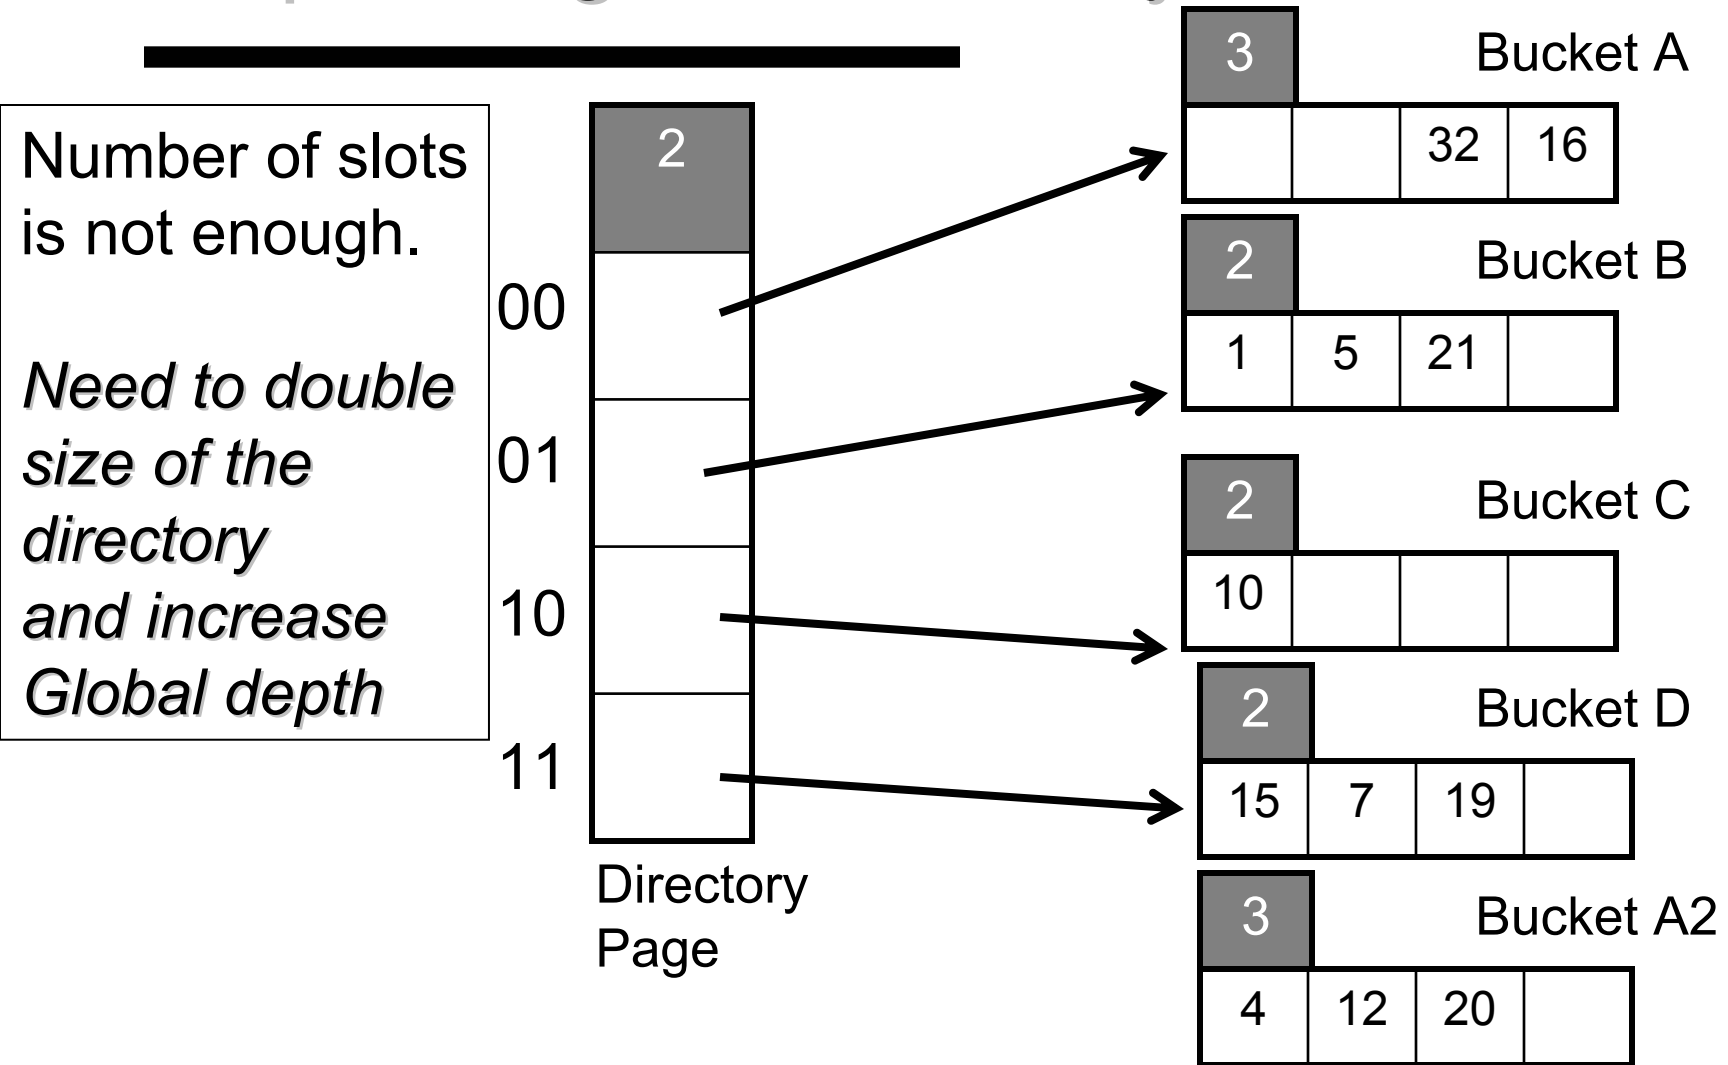 Number of slots
is not enough.
Need to double
size of the
directory
and increase
Global depth
2
00
01
10
11
Directory
Page
3
Bucket A
32 16
2
Bucket B
1 5 21
2
Bucket C
10
2
Bucket D
15 7 19
3
Bucket A2
4 12 20